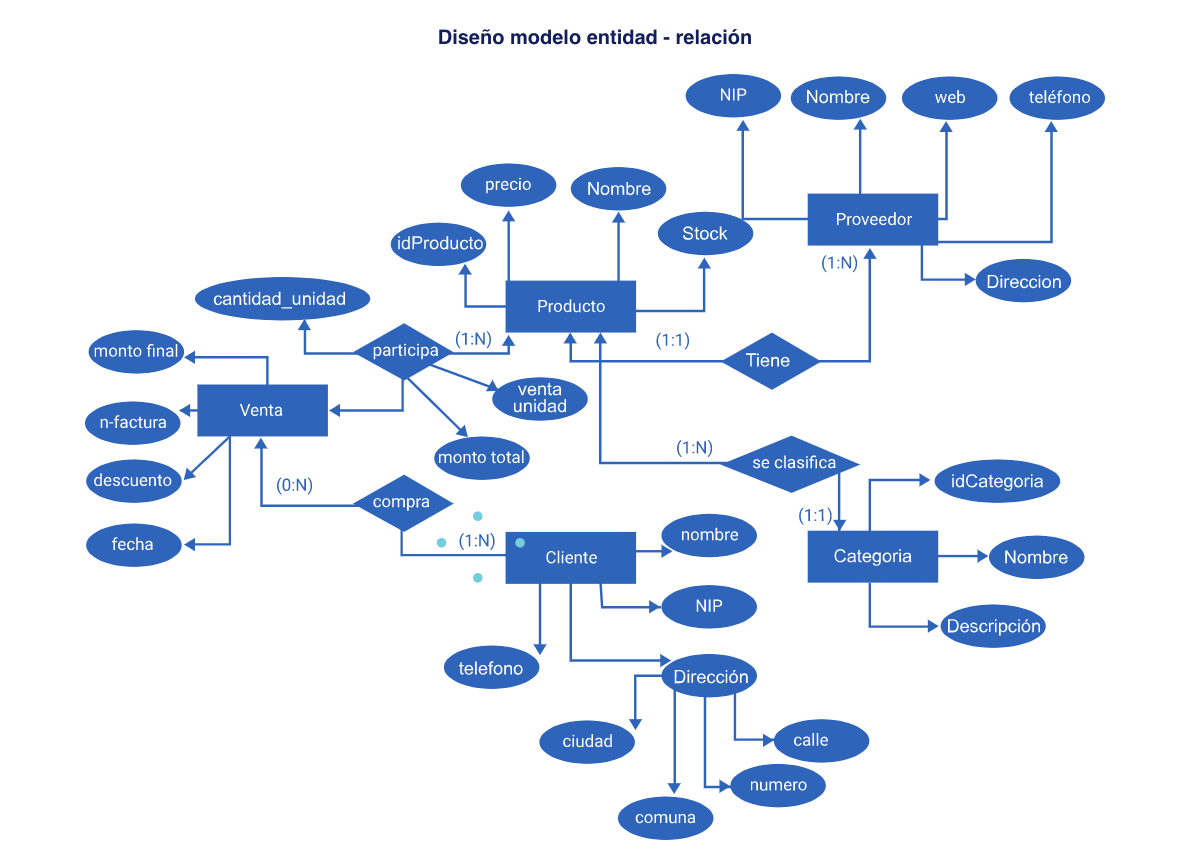 Diseño modelo entidad - relación
NIP
Nombre
web
teléfono
precio
Nombre
Proveedor
idProducto
Stock
(1:N)
Direccion
cantidad_unidad
Producto
(1:N)
(1:1)
monto final
participa
Tiene
venta
unidad
Venta
n-factura
(1:N)
monto total
se clasifica
descuento
(0:N)
idCategoria
compra
(1:1)
fecha
(1:N)
nombre
Cliente
Categoria
Nombre
NIP
Descripción
telefono
Dirección
ciudad
calle
numero
comuna